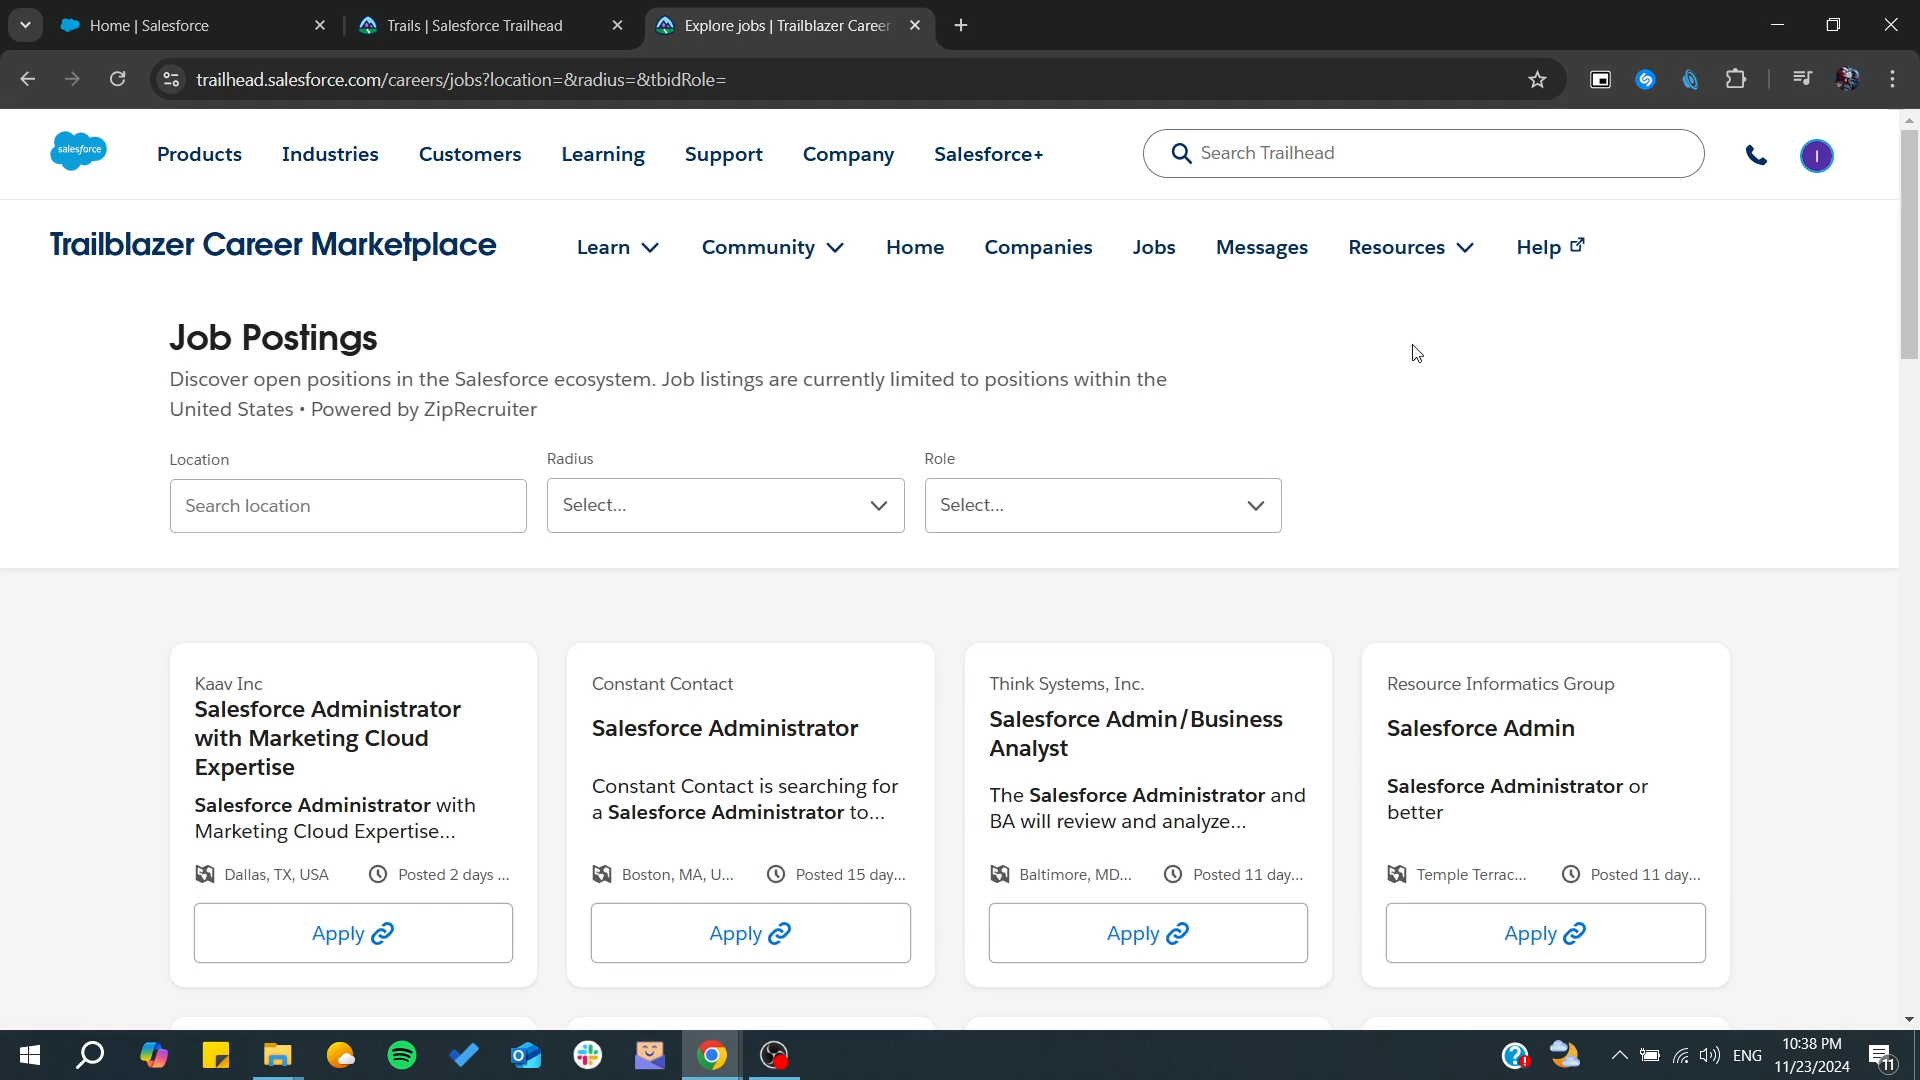 Home | Salesforce
Trails | Salesforce Trailhead
Explore jobs | Trailblazer Career
trailhead.salesforce.com/careers/jobs?location=&radius=&tbidRole=
salesforce
Products
Industries
Customers
Learning
Support
Company
Salesforce+
Search Trailhead
I
Trailblazer Career Marketplace
Learn
Community
Home
Companies
Jobs
Messages
Resources
Help
Job Postings
Discover open positions in the Salesforce ecosystem. Job listings are currently limited to positions within the
United States • Powered by ZipRecruiter
Location
Radius
Role
Search location
Select...
Select...
Kaav Inc
Salesforce Administrator
with Marketing Cloud
Expertise
Salesforce Administrator with
Marketing Cloud Expertise...
Dallas, TX, USA
Posted 2 days ...
Apply
Constant Contact
Salesforce Administrator
Constant Contact is searching for
a Salesforce Administrator to...
Boston, MA, U...
Posted 15 day...
Apply
Think Systems, Inc.
Salesforce Admin/Business
Analyst
The Salesforce Administrator and
BA will review and analyze...
Baltimore, MD...
Posted 11 day...
Apply
Resource Informatics Group
Salesforce Admin
Salesforce Administrator or
better
Temple Terrac...
Posted 11 day...
Apply
ENG
10:38 PM
11/23/2024
11